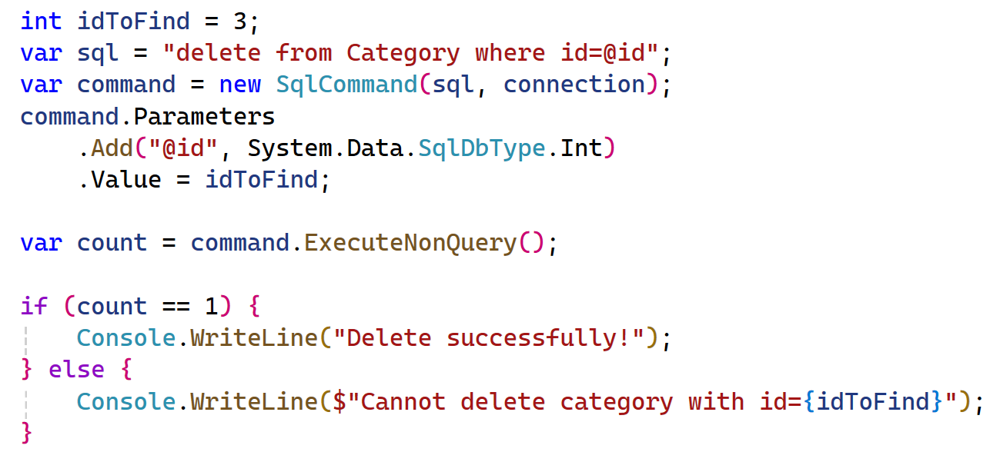 int idToFind = 3;
var sql = "delete from Category where id=@id";
var command = new SqlCommand(sql, connection);
command.Parameters
    .Add("@id", System.Data.SqlDbType.Int)
    .Value = idToFind;

var count = command.ExecuteNonQuery();

if (count == 1) {
    Console.WriteLine("Delete successfully!");
} else {
    Console.WriteLine($"Cannot delete category with id={idToFind}");
}